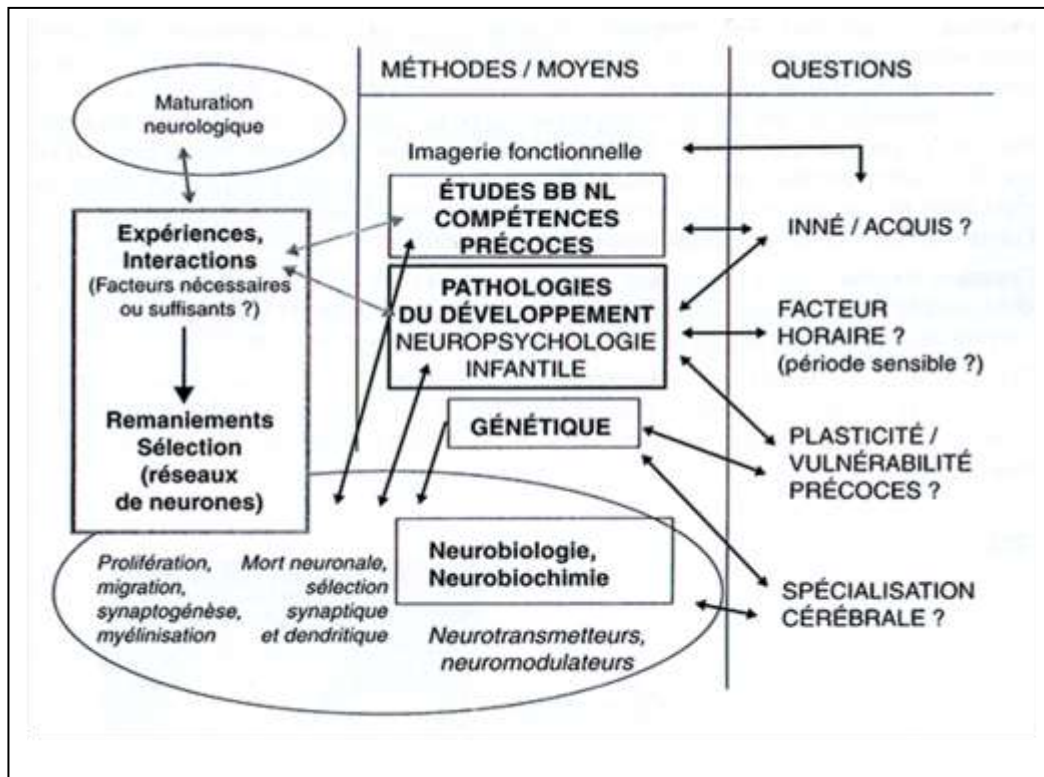 MÉTHODES / MOYENS
QUESTIONS
Maturation
neurologique
Imagerie fonctionnelle
ÉTUDES BB NL
COMPÉTENCES
PRÉCOCES
INNÉ / ACQUIS ?
Expériences,
Interactions
(Facteurs nécessaires
ou suffisants ?)
PATHOLOGIES
DU DÉVELOPPEMENT
NEUROPSYCHOLOGIE
INFANTILE
FACTEUR
HORAIRE ?
(période sensible ?)
Remaniements
Sélection
(réseaux
de neurones)
GÉNÉTIQUE
PLASTICITÉ /
VULNÉRABILITÉ
PRÉCOCES ?
Neurobiologie,
Neurobiochimie
Prolifération,
migration,
synaptogénèse,
myélinisation
Mort neuronale,
sélection
synaptique
et dendritique
Neurotransmetteurs,
neuromodulateurs
SPÉCIALISATION
CÉRÉBRALE ?